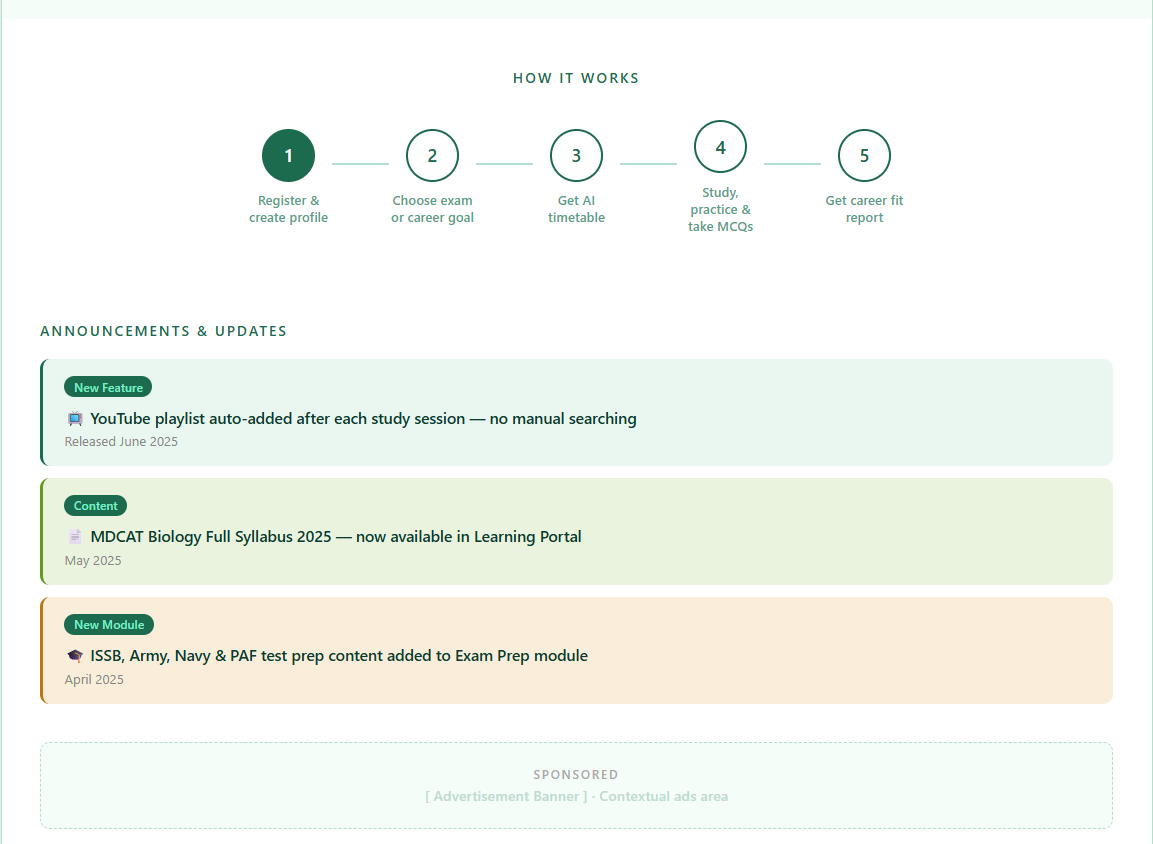 HOW IT WORKS
1
Register &
create profile
2
Choose exam
or career goal
3
Get AI
timetable
4
Study,
practice &
take MCQs
5
Get career fit
report
ANNOUNCEMENTS & UPDATES
New Feature
📺 YouTube playlist auto-added after each study session — no manual searching
Released June 2025
Content
📄 MDCAT Biology Full Syllabus 2025 — now available in Learning Portal
May 2025
New Module
🎓 ISSB, Army, Navy & PAF test prep content added to Exam Prep module
April 2025
SPONSORED
[ Advertisement Banner ] · Contextual ads area